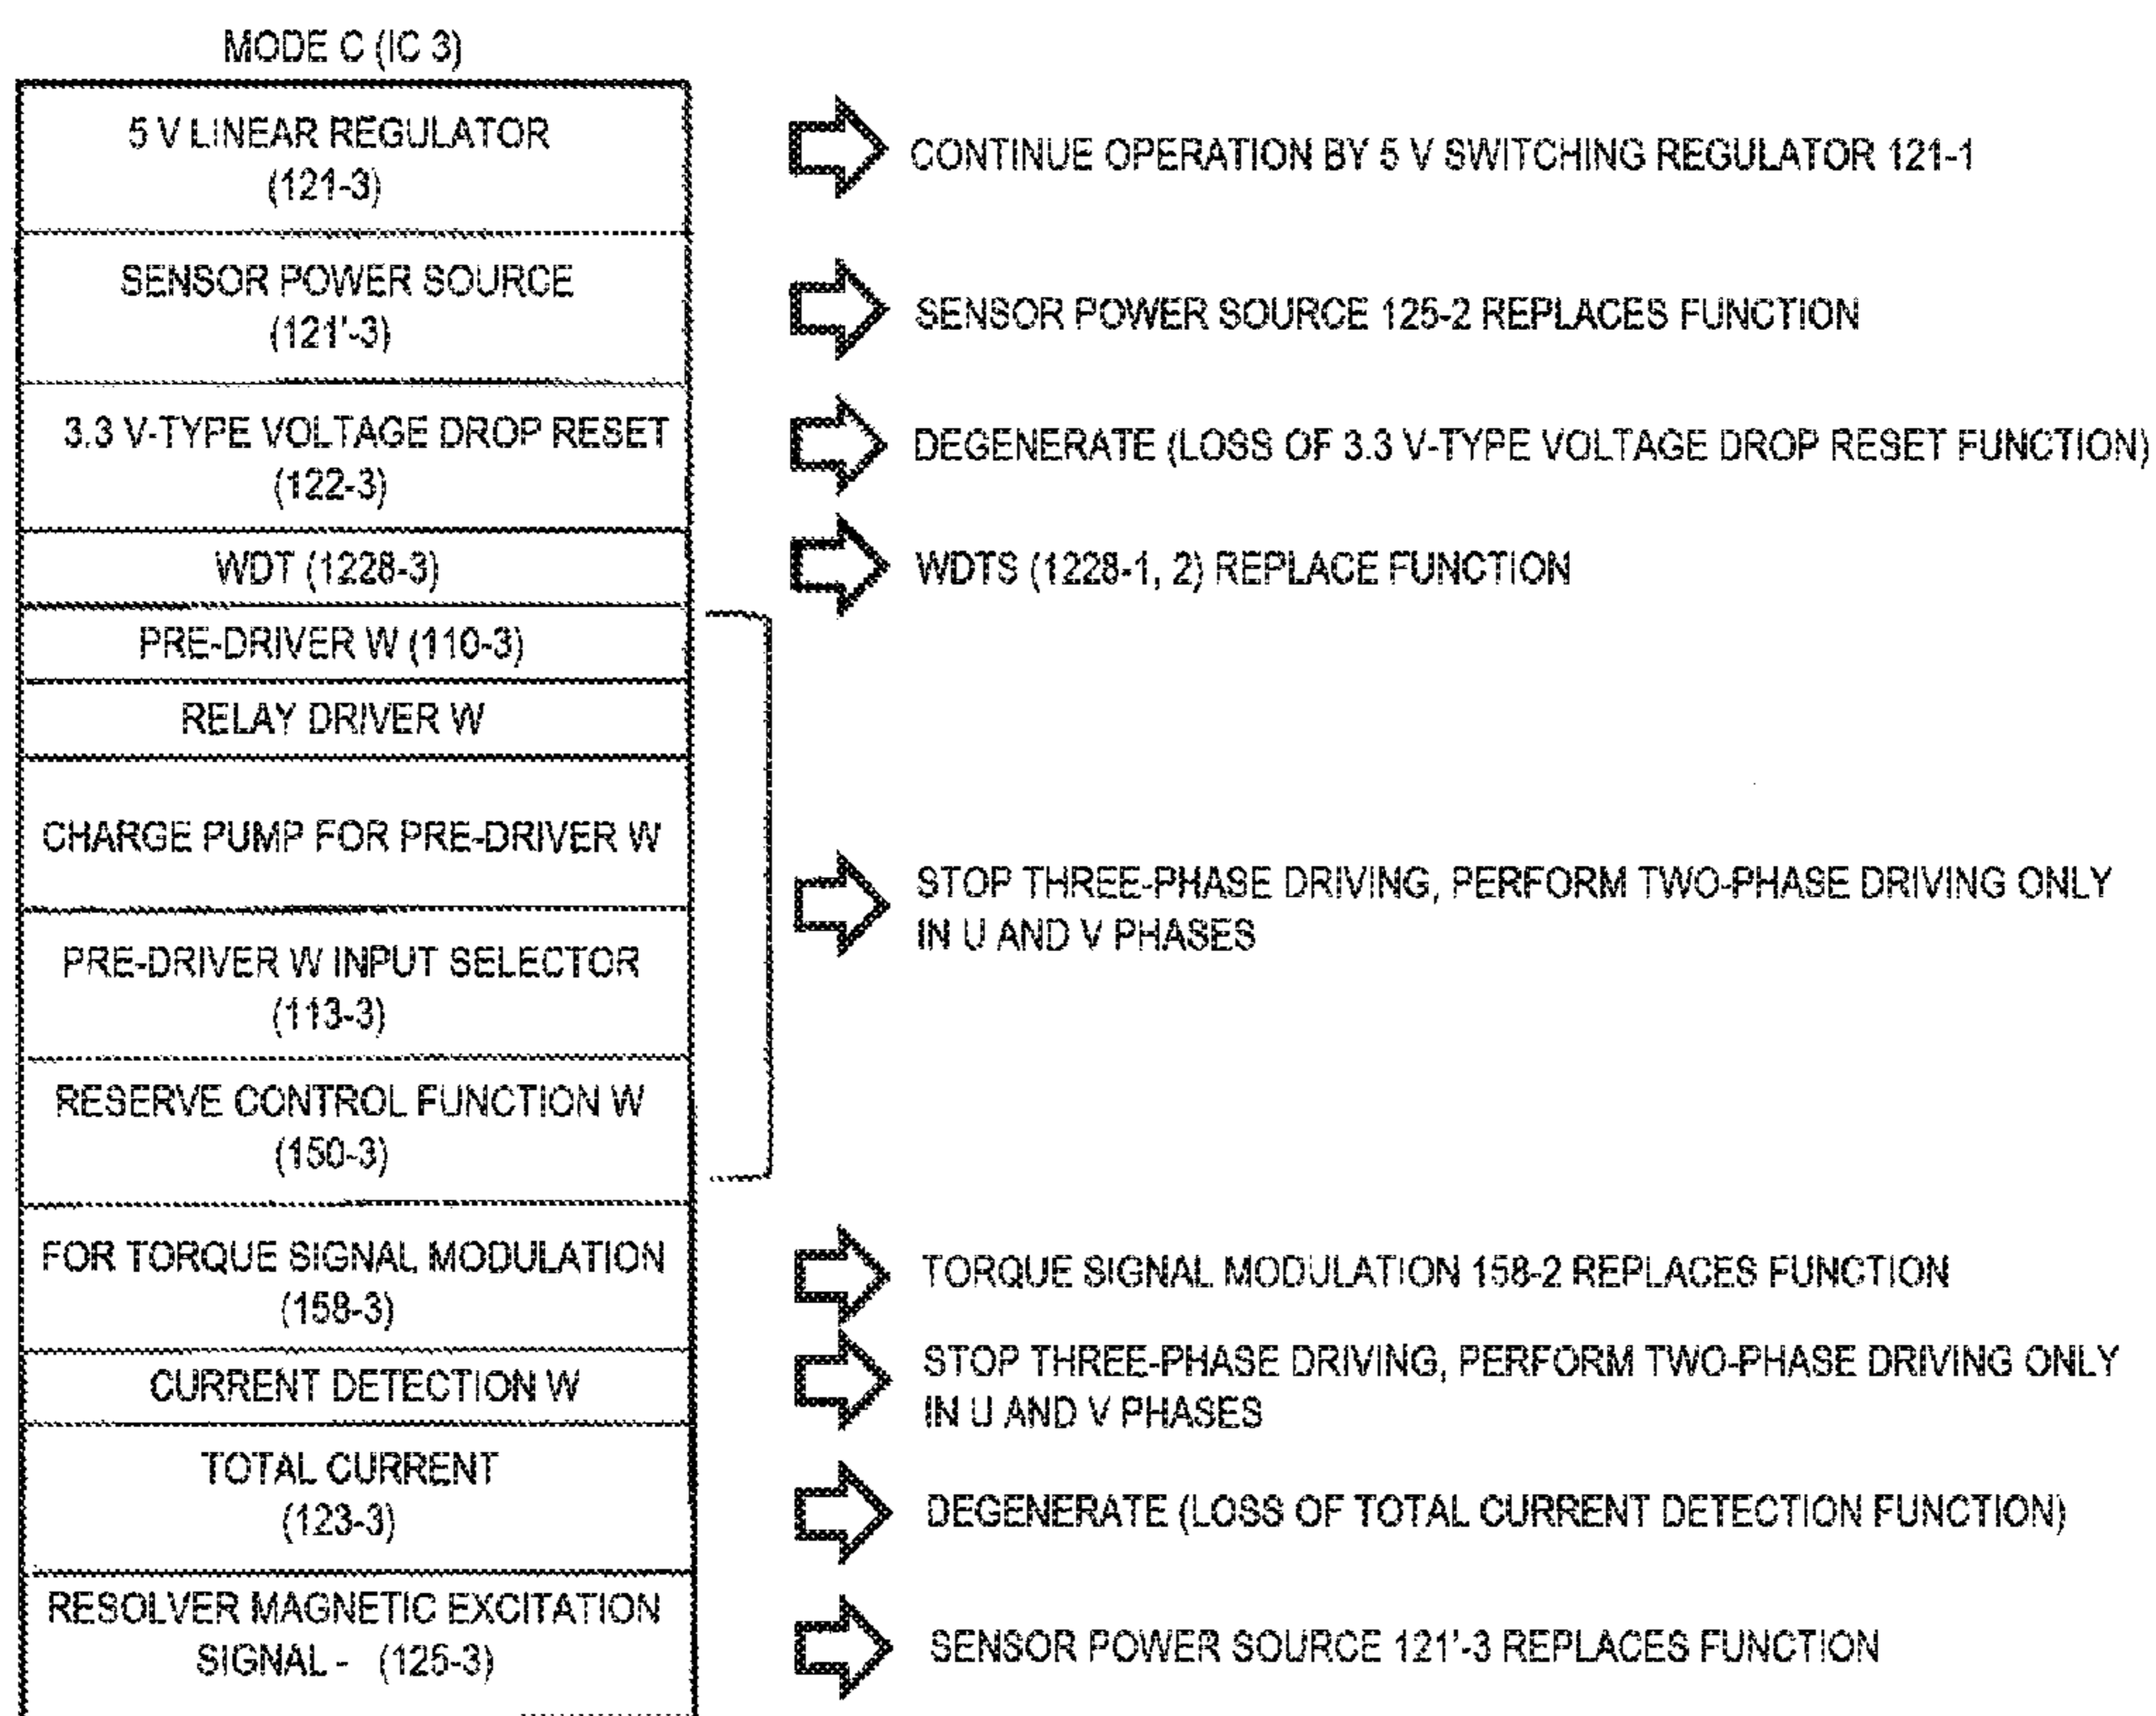 MODE C (IC 3)
5 V LINEAR REGULATOR
(121-3)
CONTINUE OPERATION BY 5 V SWITCHING REGULATOR 121-1
SENSOR POWER SOURCE
(121'-3)
SENSOR POWER SOURCE 125-2 REPLACES FUNCTION
3.3 V-TYPE VOLTAGE DROP RESET
(122-3)
DEGENERATE (LOSS OF 3.3 V-TYPE VOLTAGE DROP RESET FUNCTION)
WDT (1228-3)
WDTS (1228-1, 2) REPLACE FUNCTION
PRE-DRIVER W (110-3)
RELAY DRIVER W
CHARGE PUMP FOR PRE-DRIVER W
PRE-DRIVER W INPUT SELECTOR
(113-3)
RESERVE CONTROL FUNCTION W
(150-3)
STOP THREE-PHASE DRIVING, PERFORM TWO-PHASE DRIVING ONLY
IN U AND V PHASES
FOR TORQUE SIGNAL MODULATION
(158-3)
TORQUE SIGNAL MODULATION 158-2 REPLACES FUNCTION
CURRENT DETECTION W
STOP THREE-PHASE DRIVING, PERFORM TWO-PHASE DRIVING ONLY
IN U AND V PHASES
TOTAL CURRENT
(123-3)
DEGENERATE (LOSS OF TOTAL CURRENT DETECTION FUNCTION)
RESOLVER MAGNETIC EXCITATION
SIGNAL - (125-3)
SENSOR POWER SOURCE 121'-3 REPLACES FUNCTION